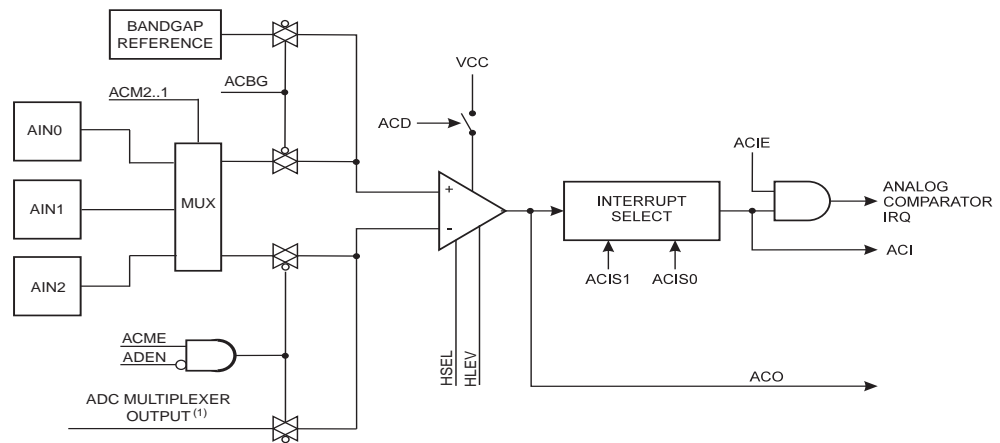 BANDGAP
REFERENCE
ACBG
ACM2..1
AIN0
AIN1
AIN2
MUX
VCC
ACD
+
-
HSEL
HLEV
INTERRUPT
SELECT
ACIS1
ACIS0
ACIE
ANALOG
COMPARATOR
IRQ
ACI
ACME
ADEN
ADC MULTIPLEXER
OUTPUT (1)
ACO